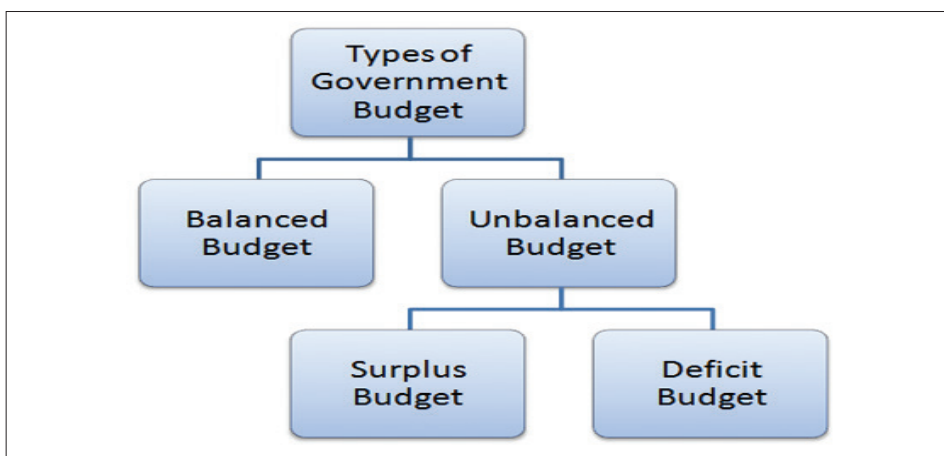 Types of
Government
Budget
Balanced
Budget
Unbalanced
Budget
Surplus
Budget
Deficit
Budget